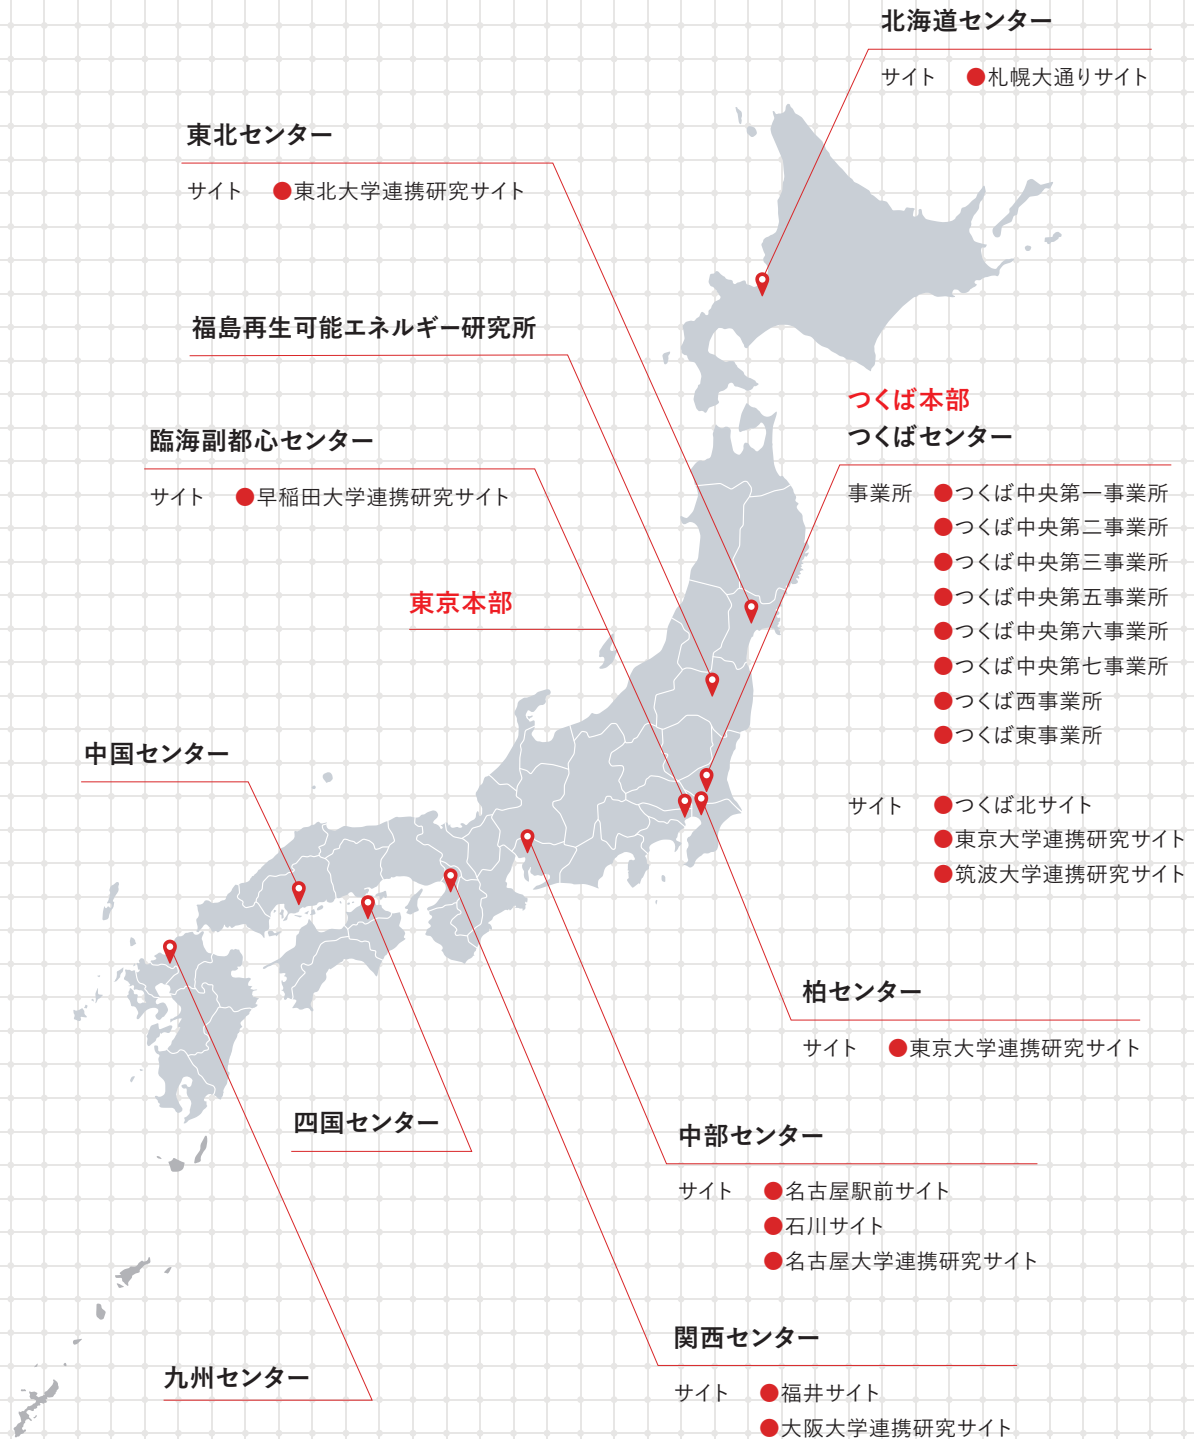 北海道センター
サイト ●札幌大通りサイト
東北センター
サイト ●東北大学連携研究サイト
福島再生可能エネルギー研究所
つくば本部
つくばセンター
事業所 ●つくば中央第一事業所
●つくば中央第二事業所
●つくば中央第三事業所
●つくば中央第五事業所
●つくば中央第六事業所
●つくば中央第七事業所
●つくば西事業所
●つくば東事業所
サイト ●つくば北サイト
●東京大学連携研究サイト
●筑波大学連携研究サイト
臨海副都心センター
サイト ●早稲田大学連携研究サイト
東京本部
中国センター
柏センター
サイト ●東京大学連携研究サイト
四国センター
中部センター
サイト ●名古屋駅前サイト
●石川サイト
●名古屋大学連携研究サイト
関西センター
サイト ●福井サイト
●大阪大学連携研究サイト
九州センター